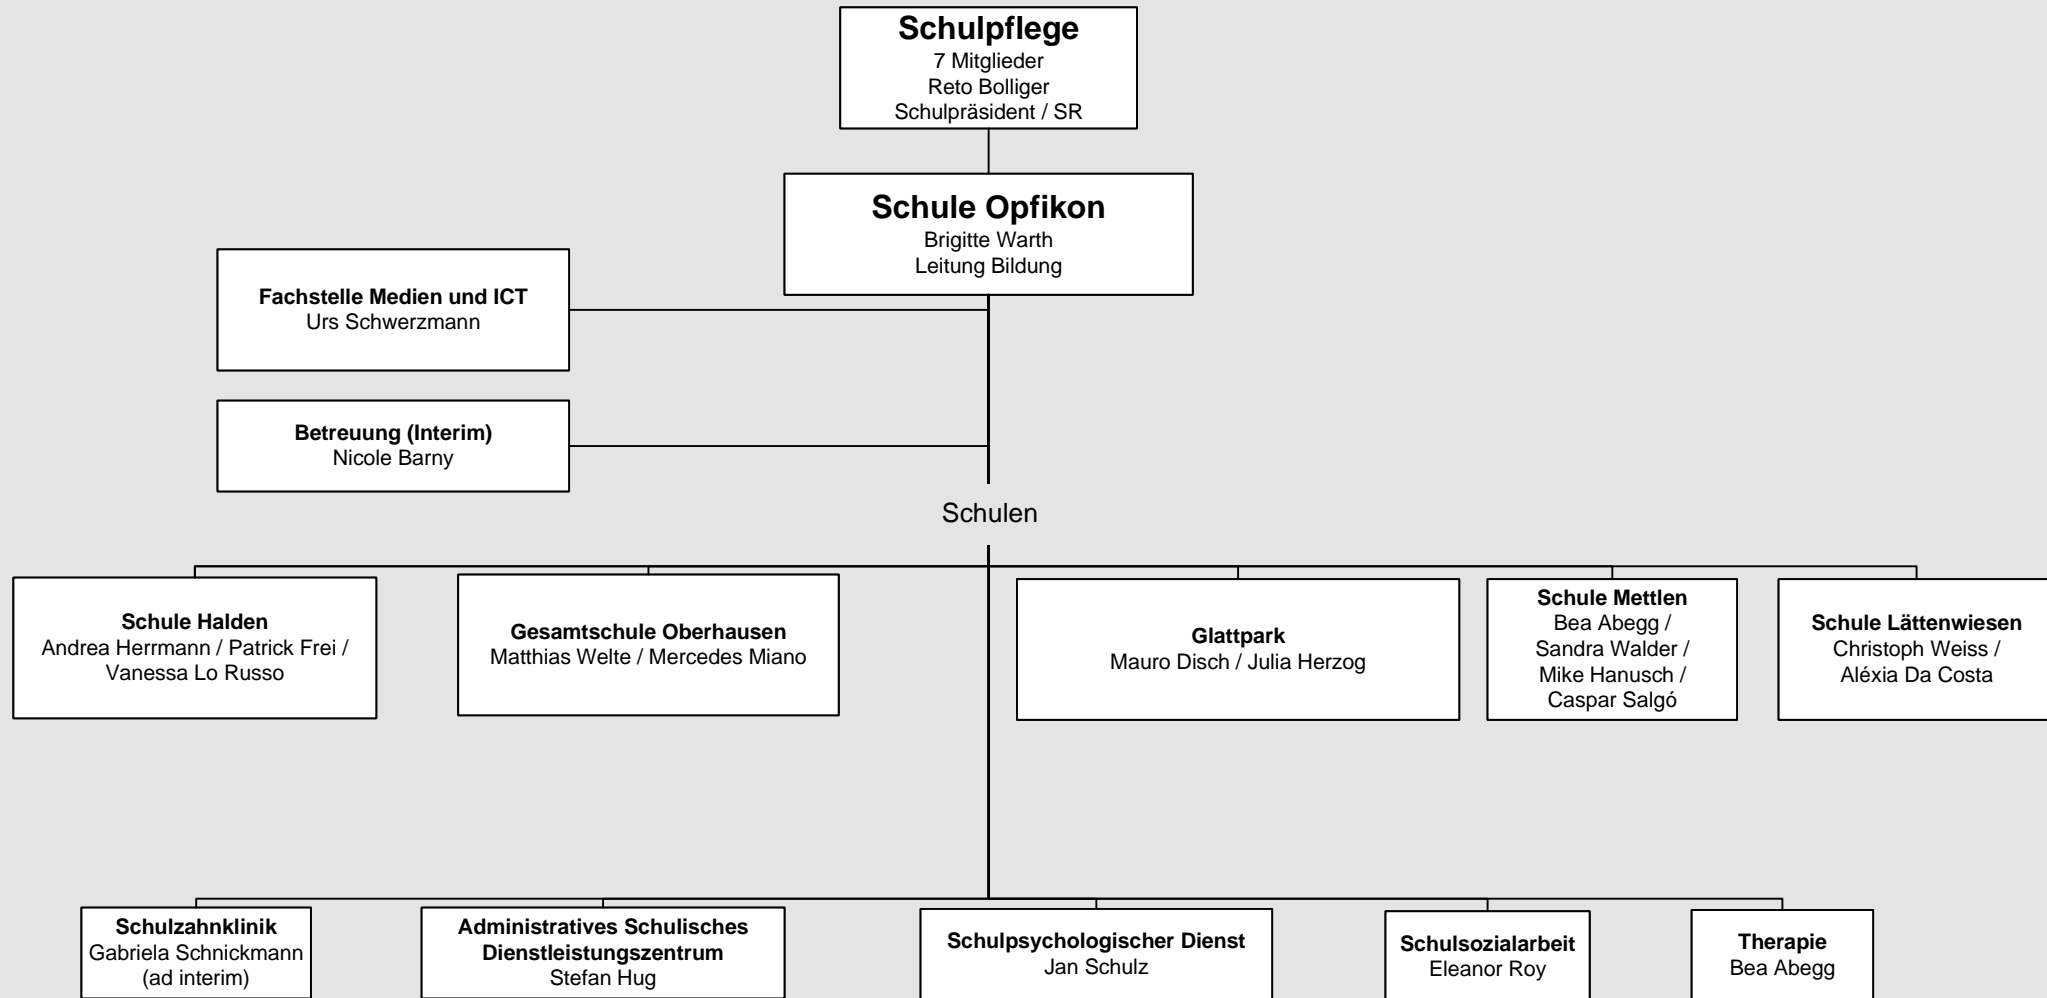 Schulpflege
7 Mitglieder
Reto Bolliger
Schulpräsident / SR
Schule Opfikon
Brigitte Warth
Leitung Bildung
Fachstelle Medien und ICT
Urs Schwerzmann
Betreuung (Interim)
Nicole Barny
Schulen
Schule Halden
Andrea Herrmann / Patrick Frei /
Vanessa Lo Russo
Gesamtschule Oberhausen
Matthias Welte / Mercedes Miano
Glattpark
Mauro Disch / Julia Herzog
Schule Mettlen
Bea Abegg /
Sandra Walder /
Mike Hanusch /
Caspar Salgó
Schule Lättenwiesen
Christoph Weiss /
Aléxia Da Costa
Schulzahnklinik
Gabriela Schnickmann
(ad interim)
Administratives Schulisches
Dienstleistungszentrum
Stefan Hug
Schulpsychologischer Dienst
Jan Schulz
Schulsozialarbeit
Eleanor Roy
Therapie
Bea Abegg